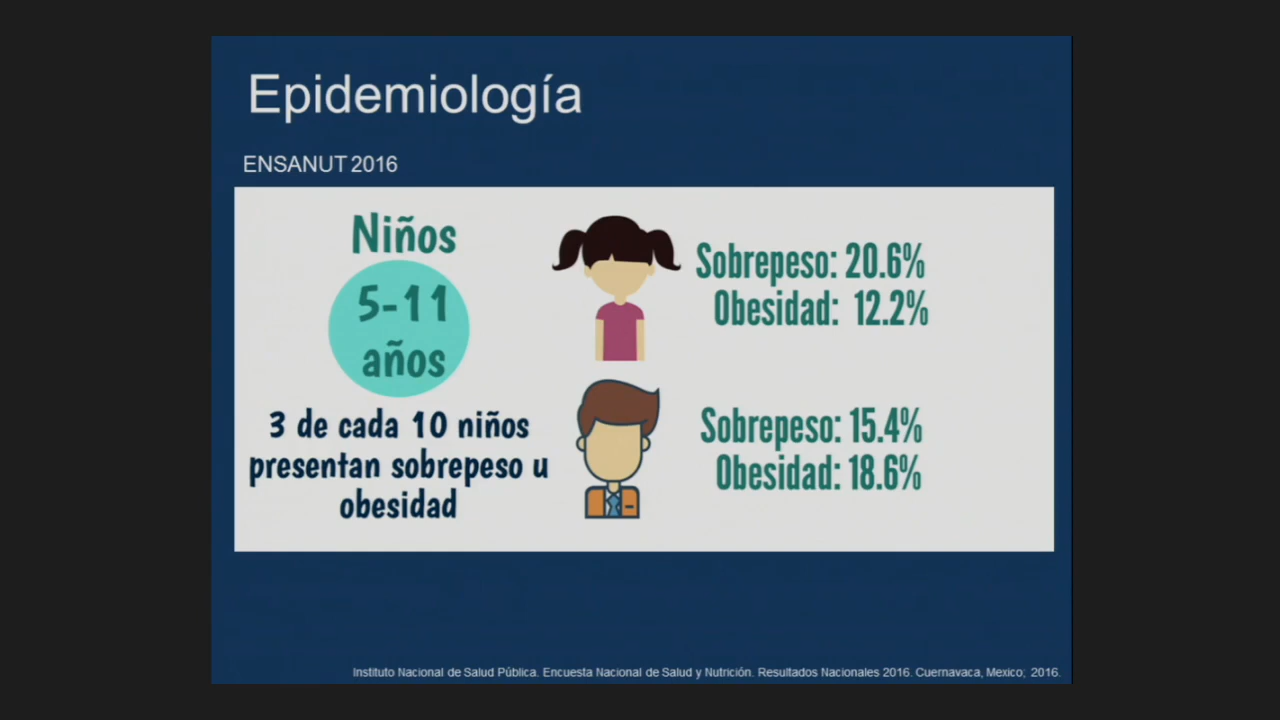 Epidemiología
ENSANUT 2016
Niños
5-11
años
3 de cada 10 niños
presentan sobrepeso u
obesidad
Sobrepeso: 20.6%
Obesidad: 12.2%
Sobrepeso: 15.4%
Obesidad: 18.6%
Instituto Nacional de Salud Pública. Encuesta Nacional de Salud y Nutrición. Resultados Nacionales 2016. Cuernavaca, Mexico; 2016.